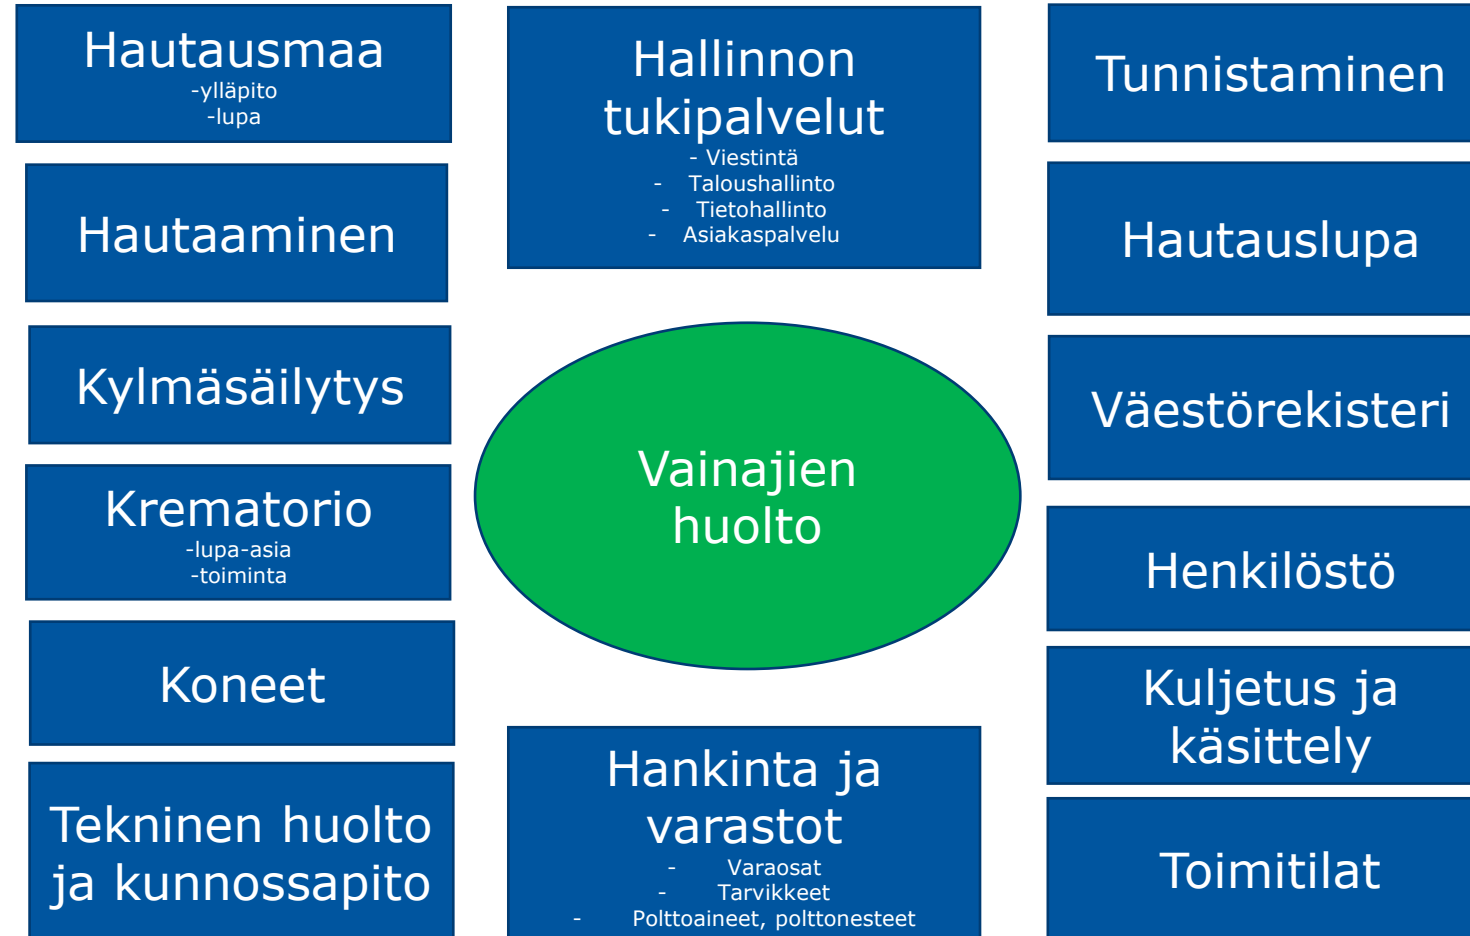 Hautausmaa
-ylläpito
-lupa
Hautaaminen
Kylmäsäilytys
Krematorio
-lupa-asia
-toiminta
Koneet
Tekninen huolto
ja kunnossapito
Hallinnon
tukipalvelut
- Viestintä
- Taloushallinto
- Tietohallinto
- Asiakaspalvelu
Vainajien
huolto
Hankinta ja
varastot
- Varaosat
- Tarvikkeet
- Polttoaineet, polttonesteet
Tunnistaminen
Hautauslupa
Väestörekisteri
Henkilöstö
Kuljetus ja
käsittely
Toimitilat